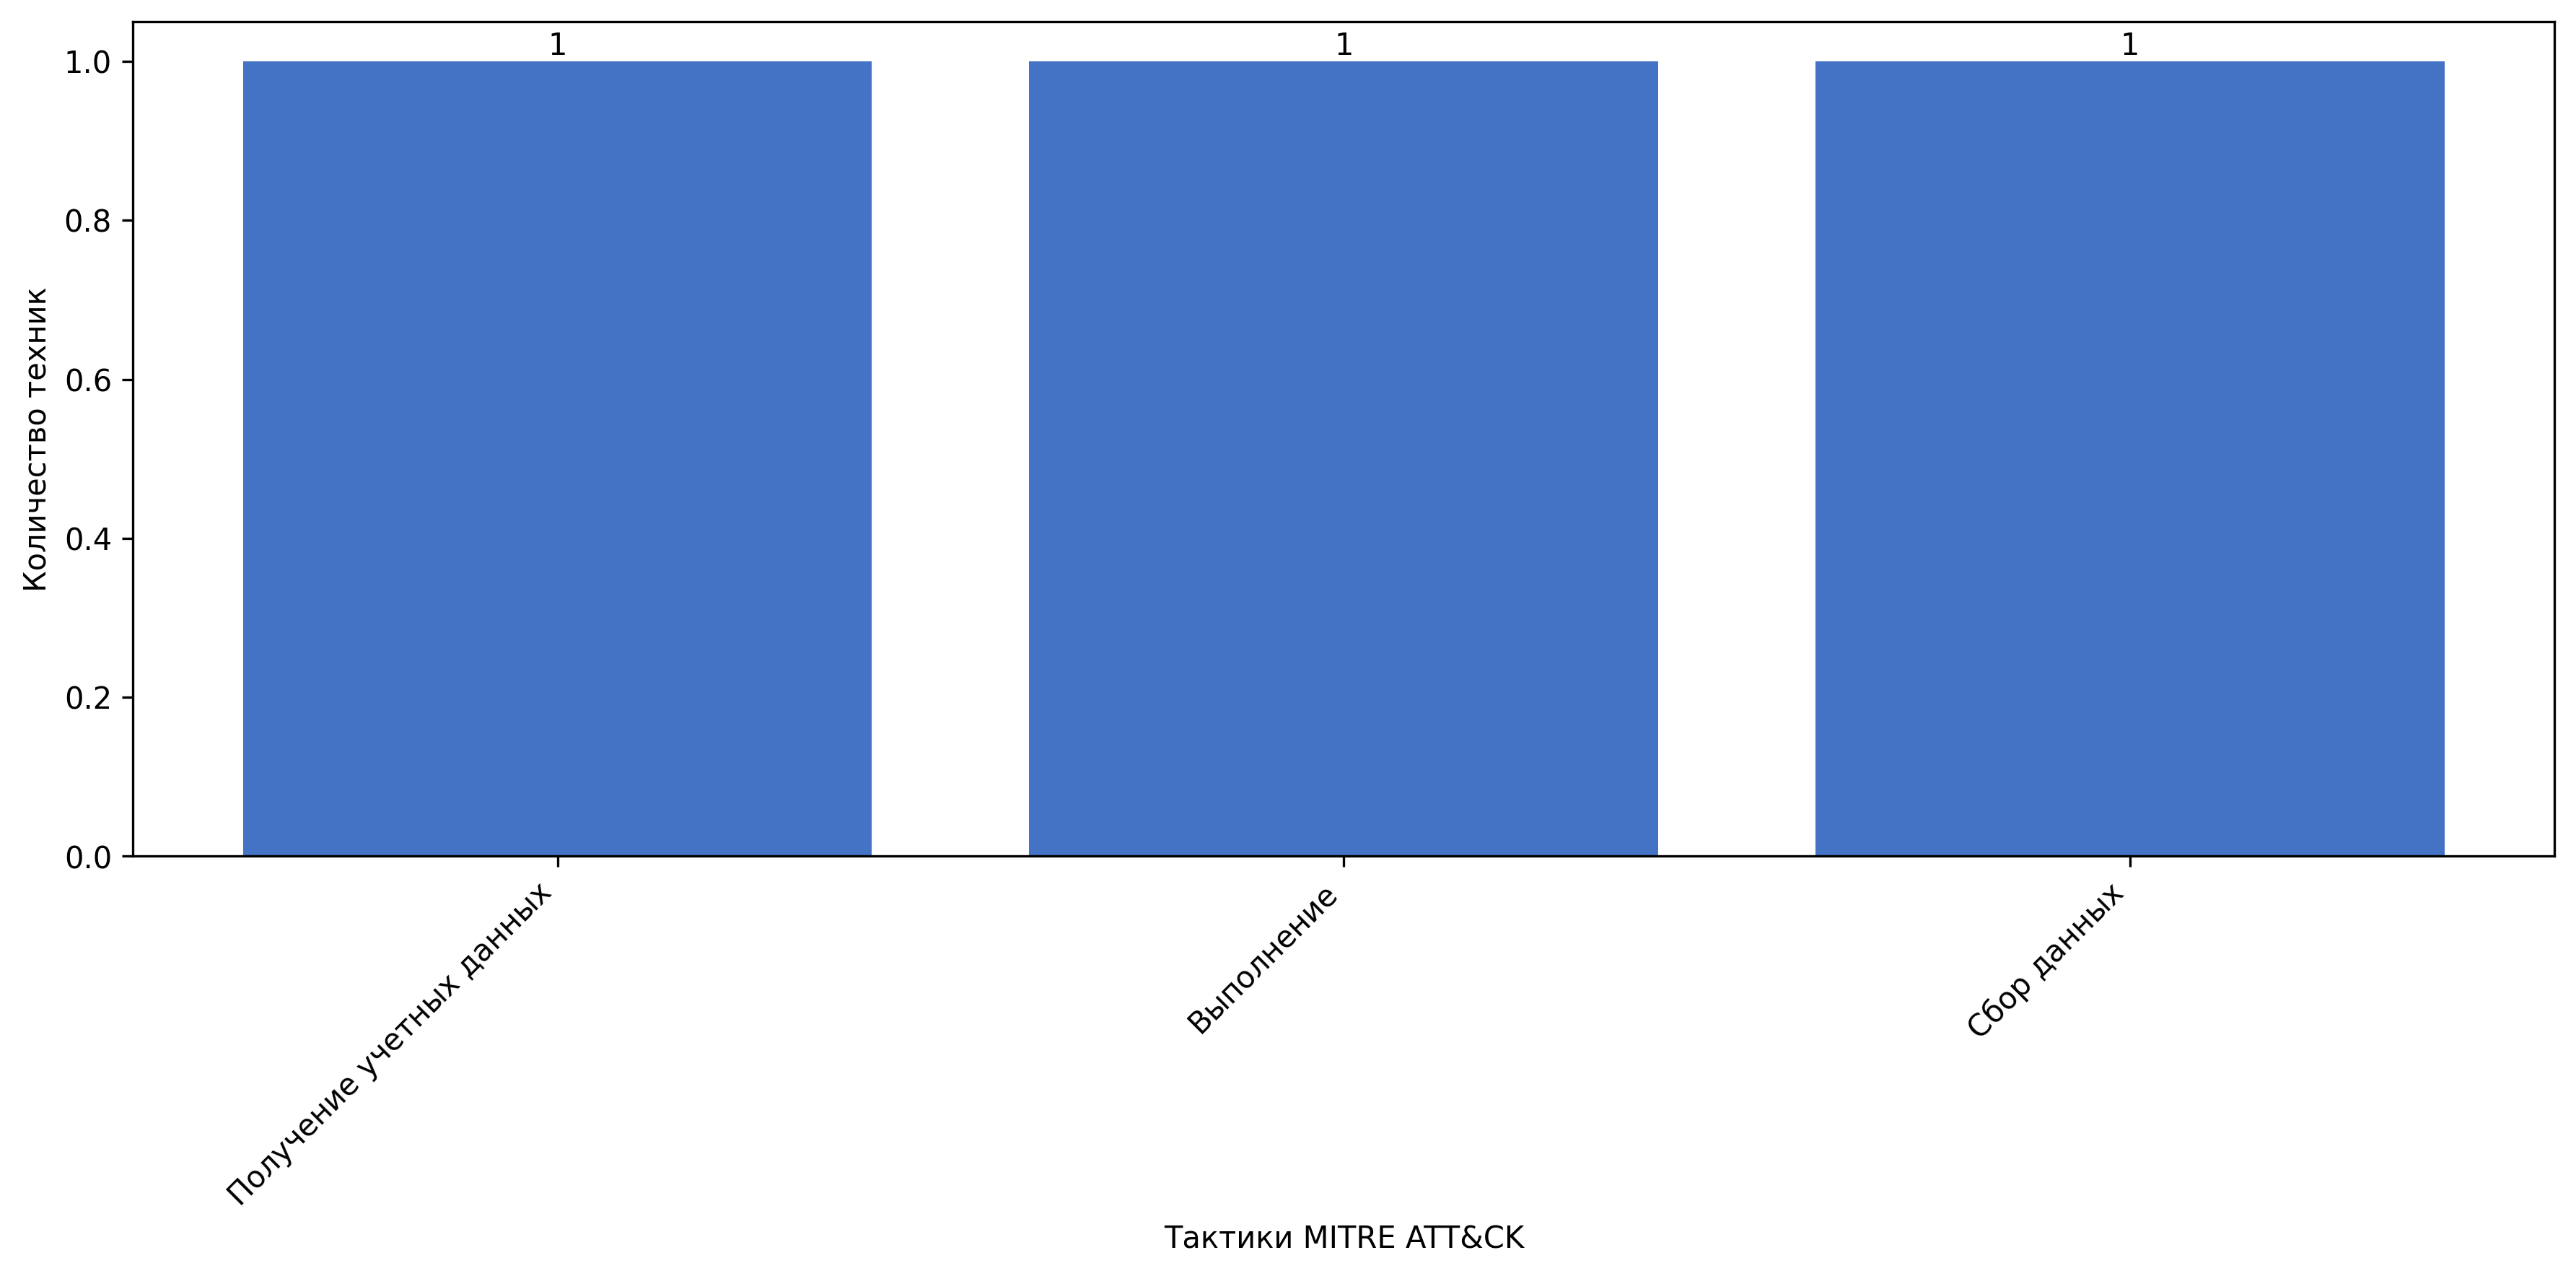 1 1 1
1.0
0.8
0.6
0.4
0.2
0.0
Количество техник
Получение учетных данных
Выполнение
Сбор данных
Тактики MITRE ATT&CK